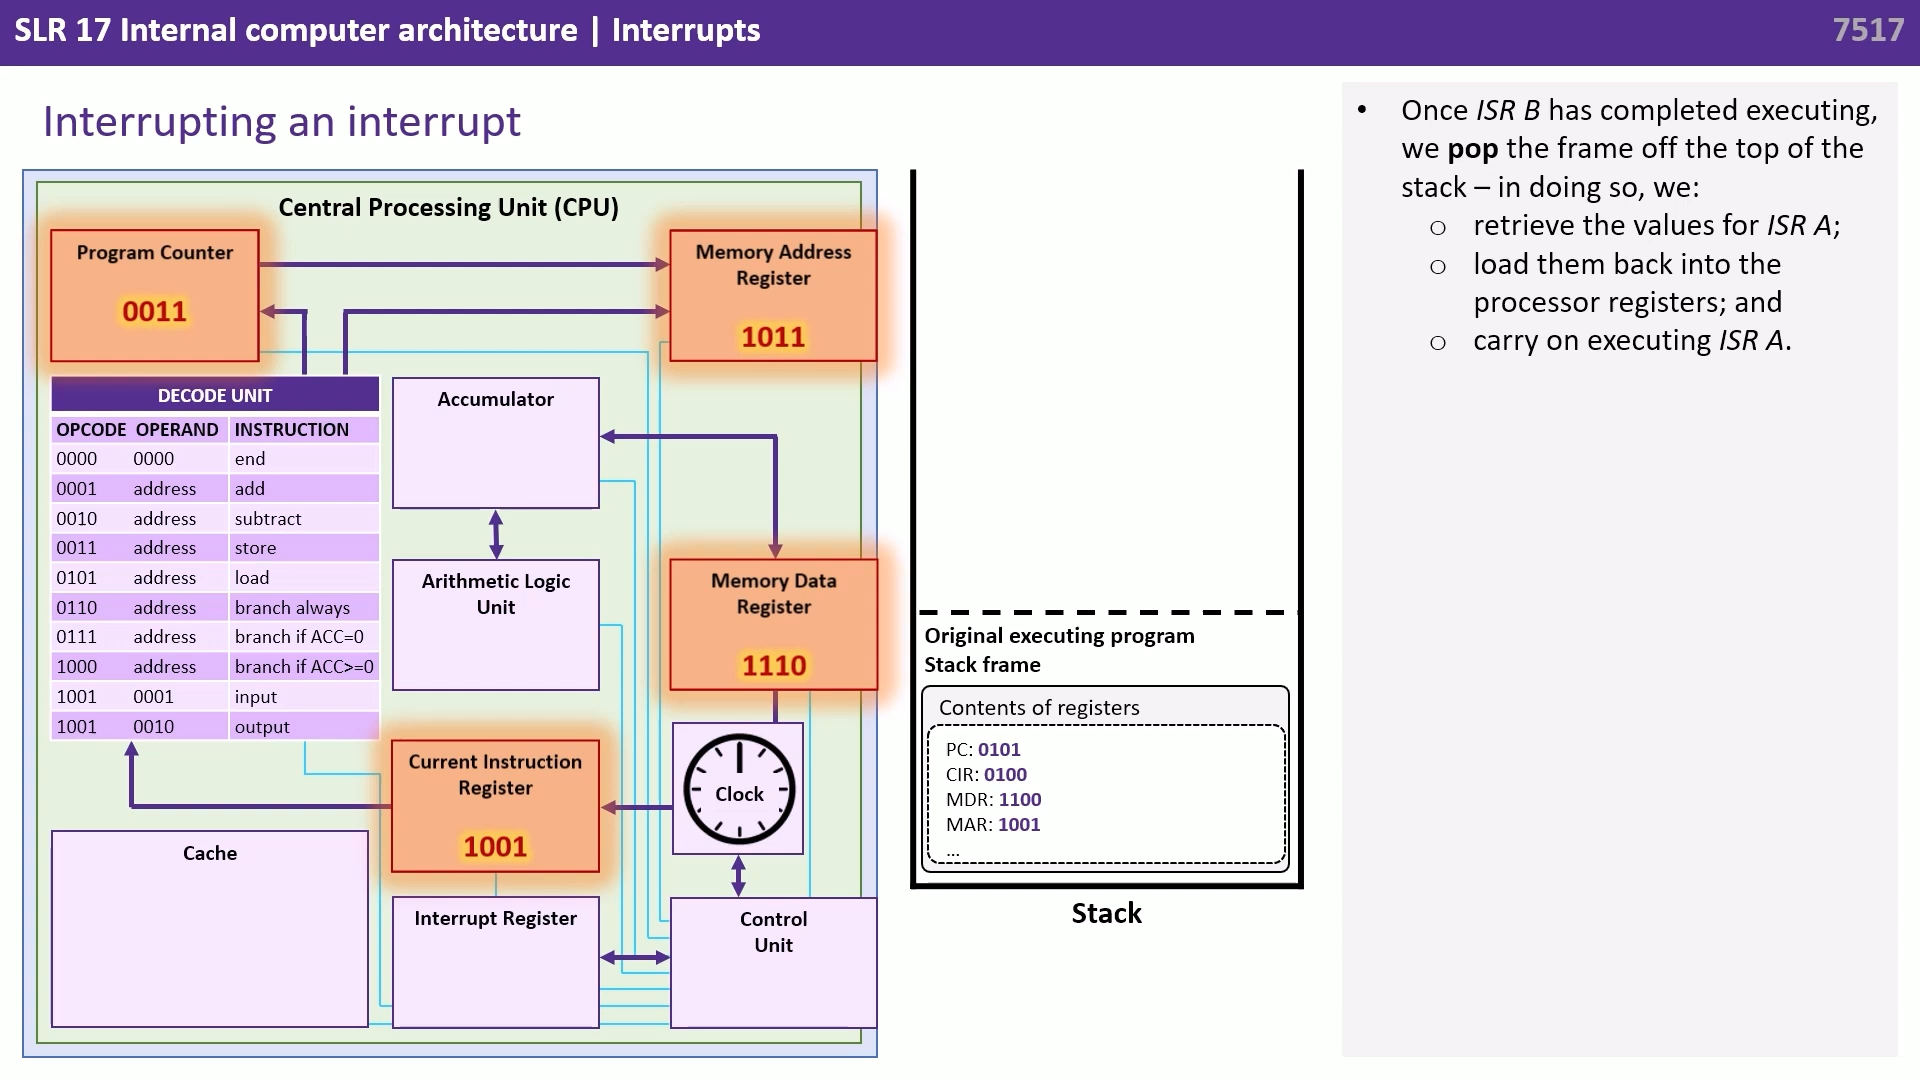 SLR 17 Internal computer architecture | Interrupts
7517
Interrupting an interrupt
Central Processing Unit (CPU)
Program Counter
0011
Memory Address
Register
1011
DECODE UNIT
OPCODE OPERAND INSTRUCTION
0000 0000 end
0001 address add
0010 address subtract
0011 address store
0101 address load
0110 address branch always
0111 address branch if ACC=0
1000 address branch if ACC>=0
1001 0001 input
1001 0010 output
Accumulator
Arithmetic Logic
Unit
Memory Data
Register
1110
Current Instruction
Register
1001
Clock
Cache
Interrupt Register
Control
Unit
Original executing program
Stack frame
Contents of registers
PC: 0101
CIR: 0100
MDR: 1100
MAR: 1001
...
Stack
• Once ISR B has completed executing,
we pop the frame off the top of the
stack – in doing so, we:
o retrieve the values for ISR A;
o load them back into the
processor registers; and
o carry on executing ISR A.